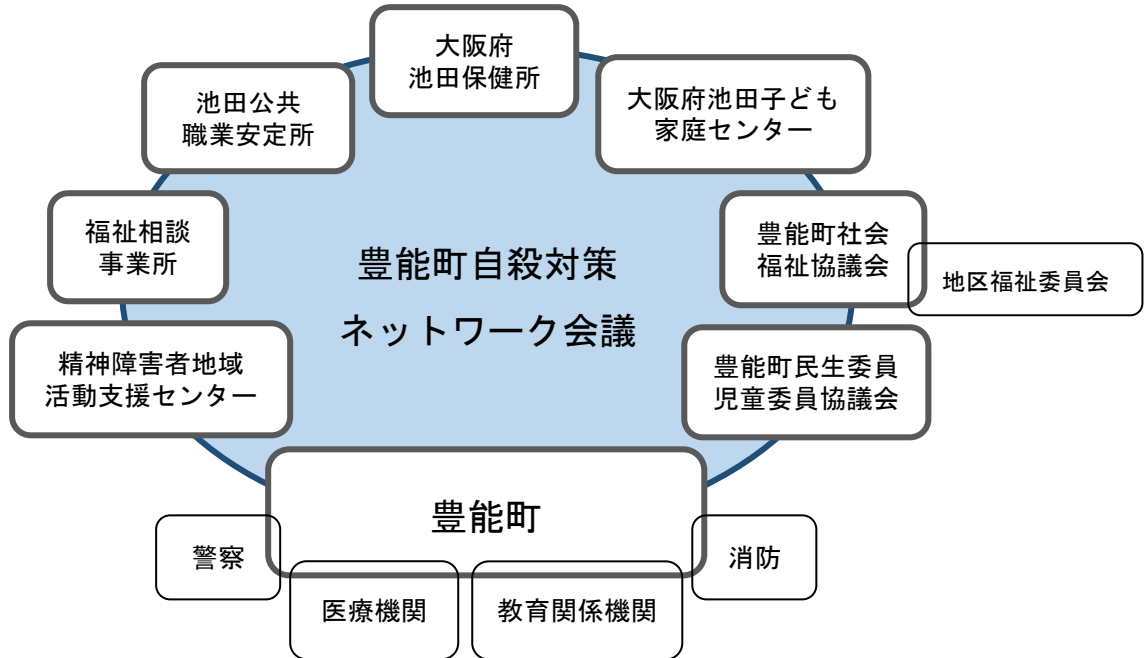 大阪府
池田保健所
池田公共
職業安定所
大阪府池田子ども
家庭センター
福祉相談
事業所
豊能町社会
福祉協議会
地区福祉委員会
豊能町自殺対策
ネットワーク会議
精神障害者地域
活動支援センター
豊能町民生委員
児童委員協議会
豊能町
警察
消防
医療機関
教育関係機関